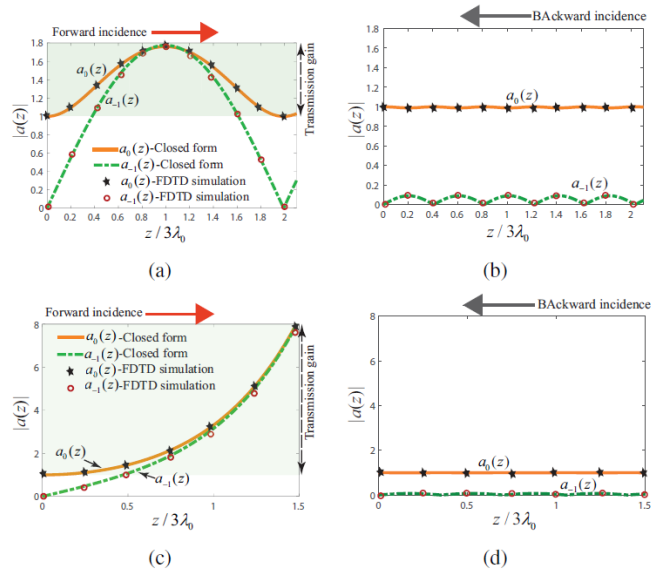 Forward incidence
BAckward incidence
1.8
1.6
1.4
1.2
1
0.8
0.6
0.4
0.2
0
|a(z)|
a₀(z)
a₋₁(z)
a₀(z)-Closed form
a₋₁(z)-Closed form
a₀(z)-FDTD simulation
a₋₁(z)-FDTD simulation
Transmission gain
0 0.2 0.4 0.6 0.8 1 1.2 1.4 1.6 1.8 2
z / 3λ₀
(a)
1.8
1.6
1.4
1.2
1
0.8
0.6
0.4
0.2
0
|a(z)|
a₀(z)
a₋₁(z)
0 0.2 0.4 0.6 0.8 1 1.2 1.4 1.6 1.8 2
z / 3λ₀
(b)
Forward incidence
BAckward incidence
8
6
4
2
0
|a(z)|
a₀(z)-Closed form
a₋₁(z)-Closed form
a₀(z)-FDTD simulation
a₋₁(z)-FDTD simulation
a₀(z)
a₋₁(z)
Transmission gain
0 0.5 1 1.5
z / 3λ₀
(c)
8
6
4
2
0
|a(z)|
a₀(z)
a₋₁(z)
0 0.5 1 1.5
z / 3λ₀
(d)